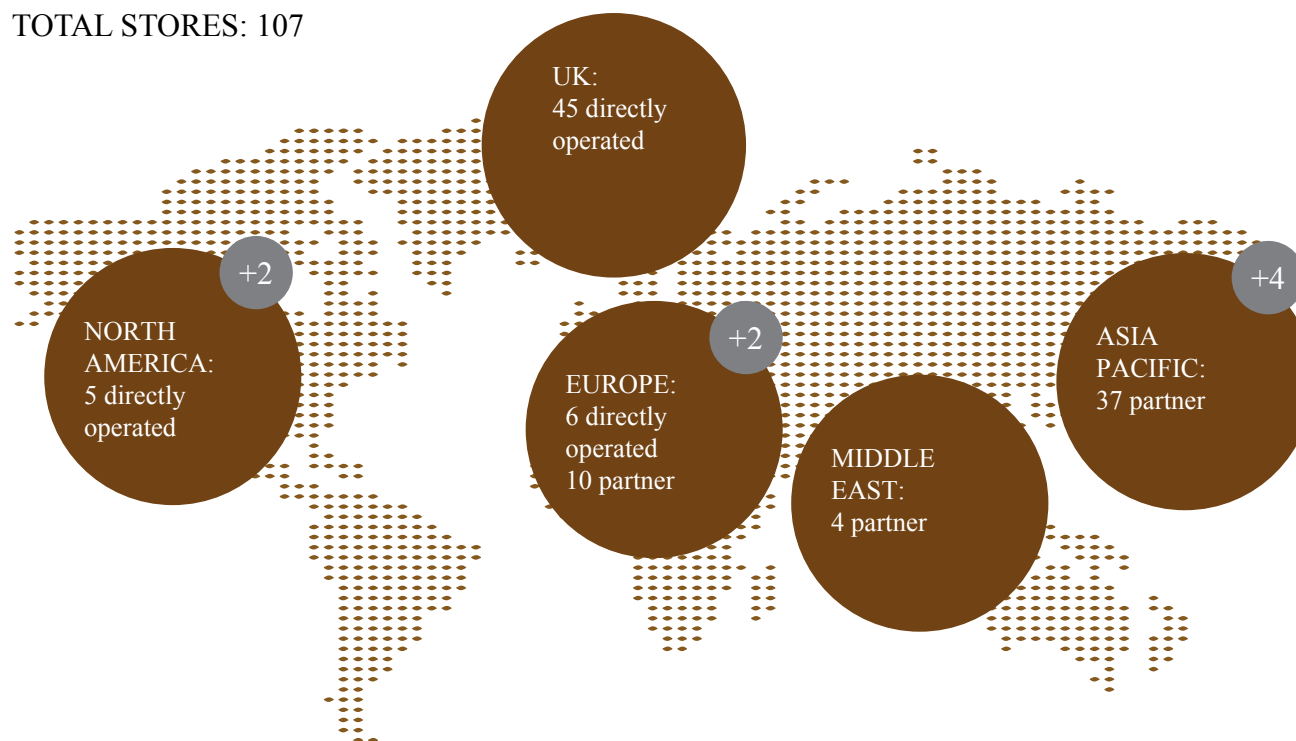 TOTAL STORES: 107
UK:
45 directly
operated
+2
NORTH
AMERICA:
5 directly
operated
+2
EUROPE:
6 directly
operated
10 partner
MIDDLE
EAST:
4 partner
+4
ASIA
PACIFIC:
37 partner